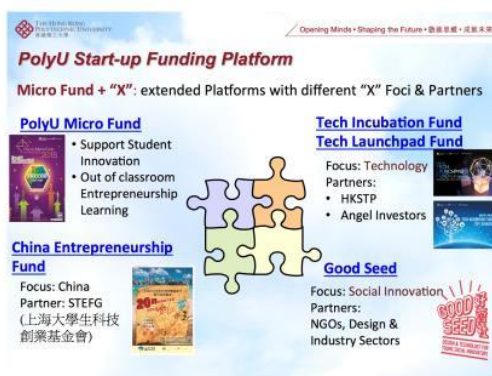 THE HONG KONG
POLYTECHNIC UNIVERSITY
香港理工大學
Opening Minds • Shaping the Future • 啟迪思維 • 成就未來
PolyU Start-up Funding Platform
Micro Fund + “X”: extended Platforms with different “X” Foci & Partners
PolyU Micro Fund
• Support Student
Innovation
• Out of classroom
Entrepreneurship
Learning
Tech Incubation Fund
Tech Launchpad Fund
Focus: Technology
Partners:
• HKSTP
• Angel Investors
China Entrepreneurship
Fund
Focus: China
Partner: STEFG
(上海大學生科技
創業基金會)
Good Seed
Focus: Social Innovation
Partners:
NGOs, Design &
Industry Sectors
GOOD
SEED
好薈社